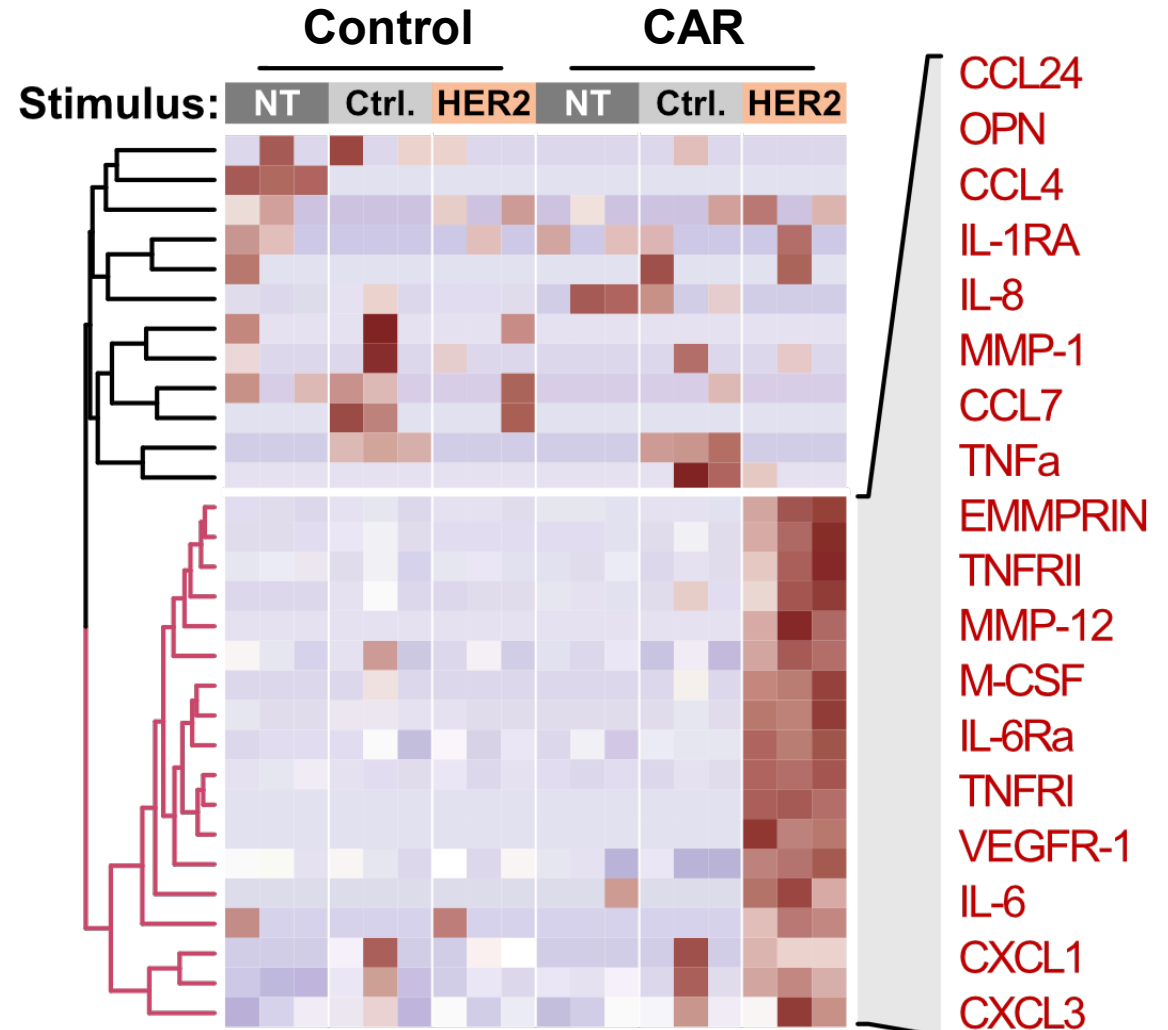 Control CAR
Stimulus: NT Ctrl. HER2 NT Ctrl. HER2
CCL24
OPN
CCL4
IL-1RA
IL-8
MMP-1
CCL7
TNFa
EMMPRIN
TNFRII
MMP-12
M-CSF
IL-6Ra
TNFRI
VEGFR-1
IL-6
CXCL1
CXCL3